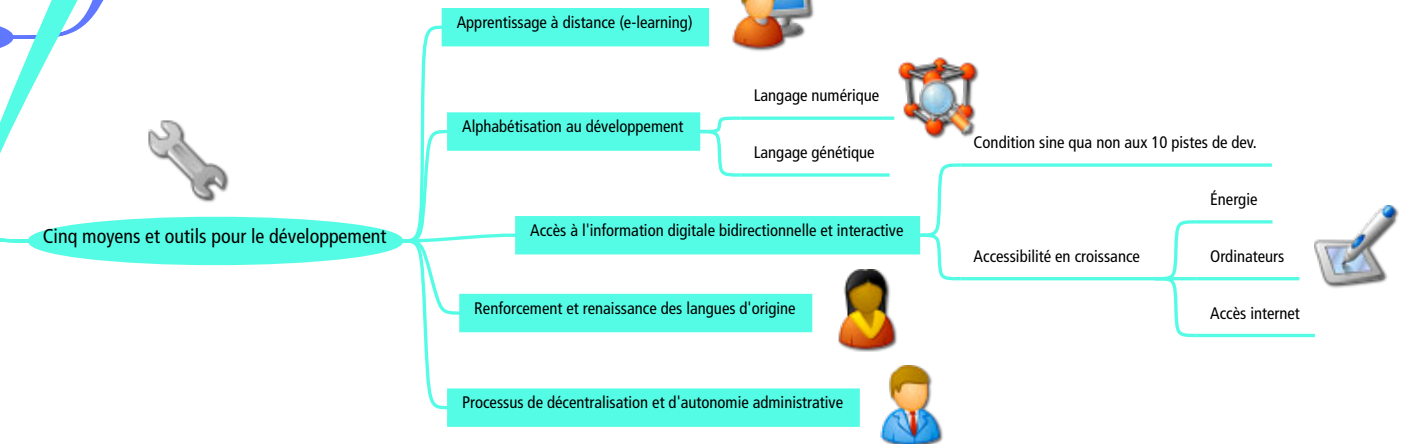 Apprentissage à distance (e-learning)
Langage numérique
Alphabétisation au développement
Langage génétique
Condition sine qua non aux 10 pistes de dev.
Énergie
Cinq moyens et outils pour le développement
Accès à l'information digitale bidirectionnelle et interactive
Accessibilité en croissance
Ordinateurs
Accès internet
Renforcement et renaissance des langues d'origine
Processus de décentralisation et d'autonomie administrative